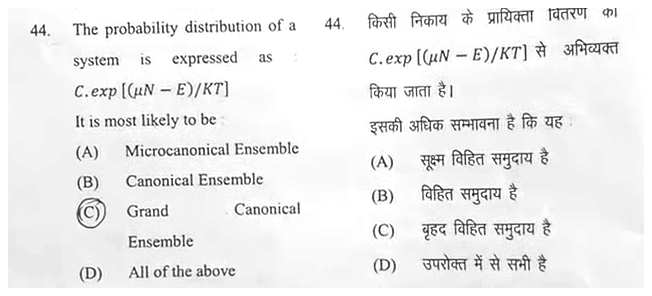 44. The probability distribution of a
system is expressed as :
C.exp [(μN − E)/KT]
It is most likely to be :
(A) Microcanonical Ensemble
(B) Canonical Ensemble
(C) Grand Canonical
Ensemble
(D) All of the above
44. किसी निकाय के प्रायिक्ता वितरण को
C.exp [(μN − E)/KT] से अभिव्यक्त
किया जाता है।
इसकी अधिक सम्भावना है कि यह :
(A) सूक्ष्म विहित समुदाय है
(B) विहित समुदाय है
(C) बृहद विहित समुदाय है
(D) उपरोक्त में से सभी है